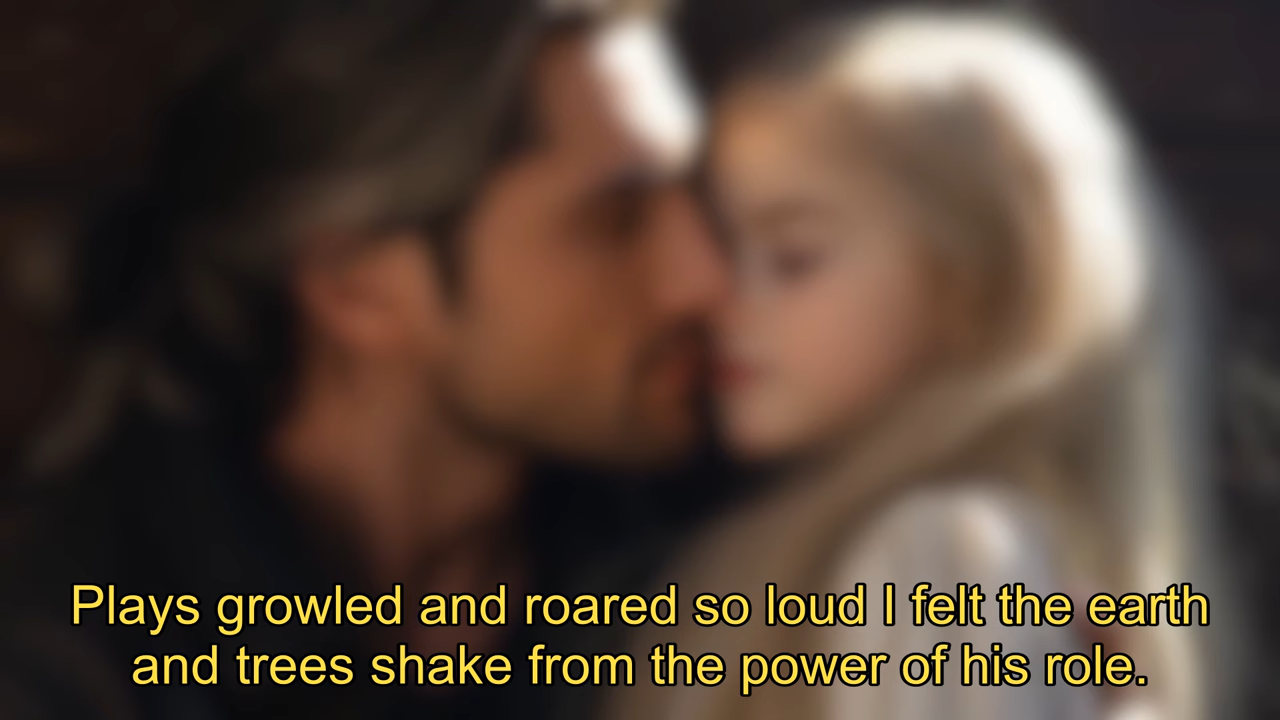 Plays growled and roared so loud I felt the earth
and trees shake from the power of his role.